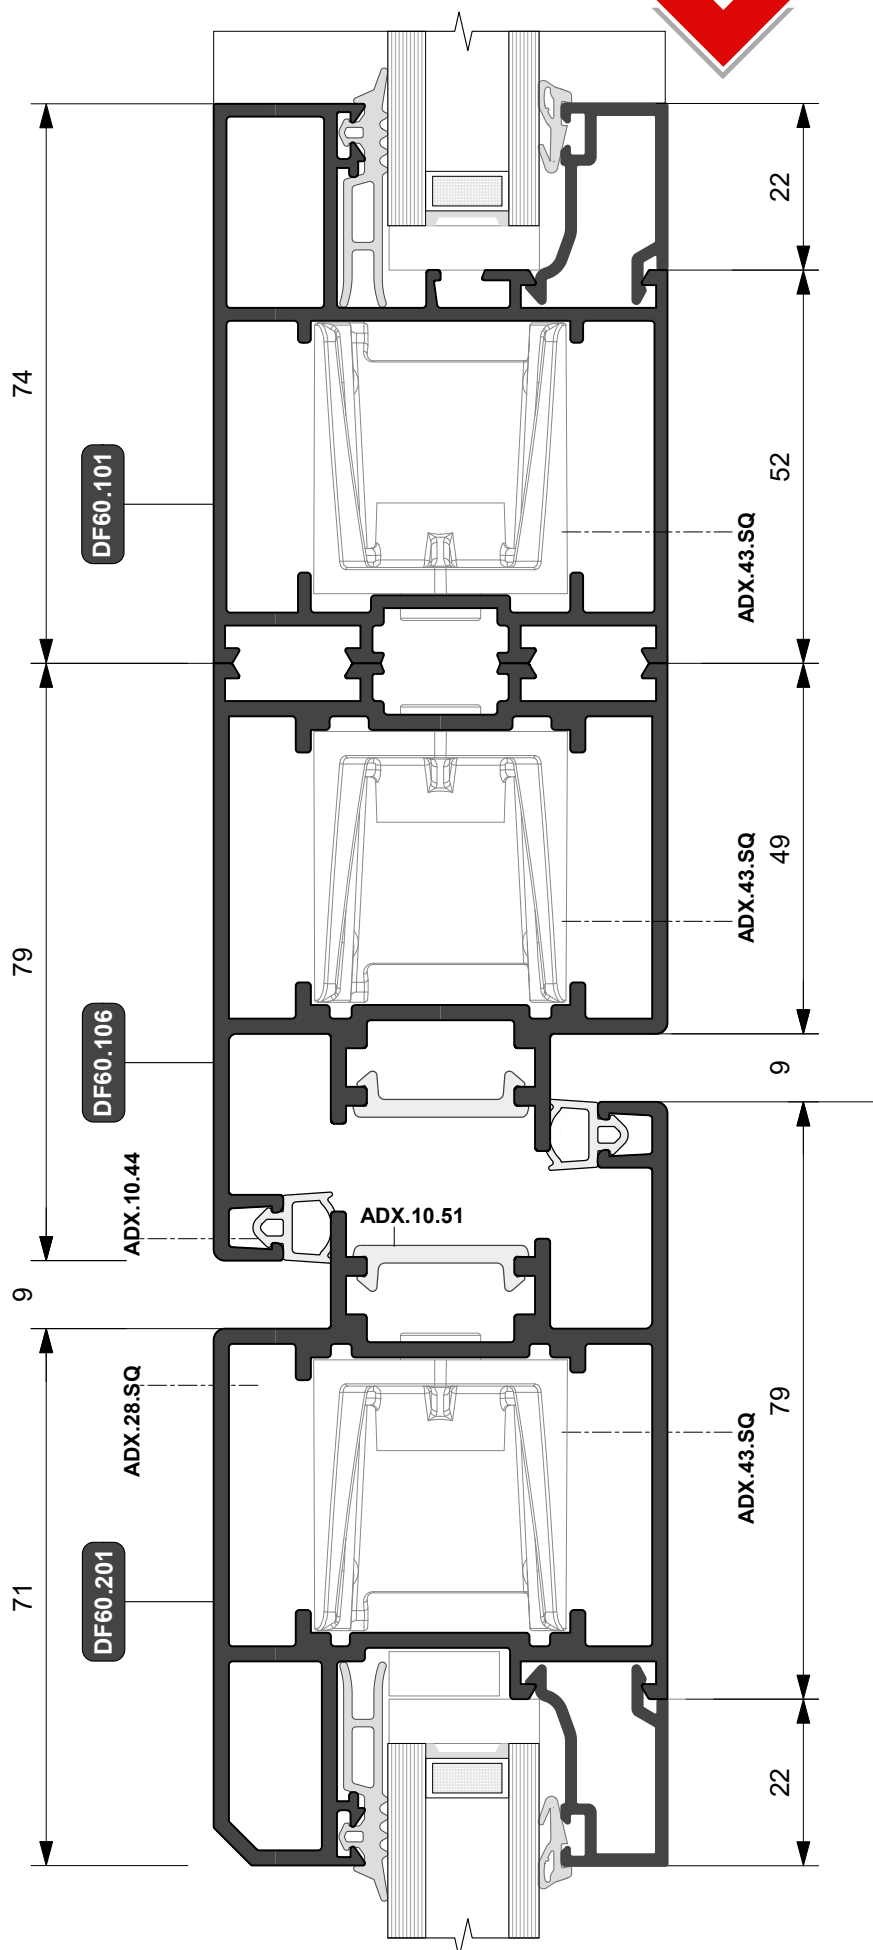 22
74
52
DF60.101
ADX.43.SQ
49
ADX.43.SQ
79
DF60.106
9
ADX.10.44
ADX.10.51
9
ADX.28.SQ
79
ADX.43.SQ
DF60.201
71
22